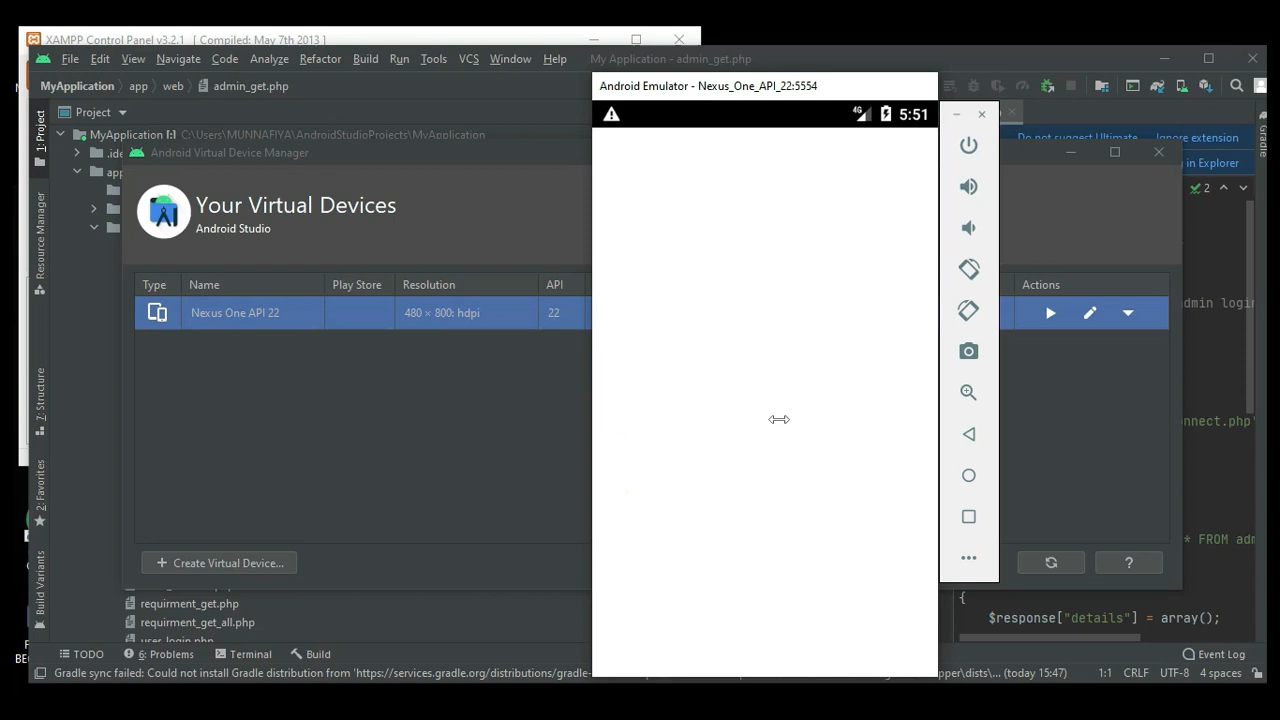 XAMPP Control Panel v3.2.1 [ Compiled: May 7th 2013 ]
File Edit View Navigate Code Analyze Refactor Build Run Tools VCS Window Help My Application - admin_get.php
MyApplication app web admin_get.php
Android Emulator - Nexus_One_API_22:5554
4G 5:51
1: Project
Project
MyApplication [:] C:\Users\MUNNAFIYA\AndroidStudioProjects\MyApplication
Do not suggest Ultimate Ignore extension
Gradle
.ide
Android Virtual Device Manager
app
in Explorer
2
Resource Manager
Your Virtual Devices
Android Studio
Type Name Play Store Resolution API Actions
Nexus One API 22 480 × 800: hdpi 22
admin login
7: Structure
nnect.php'
2: Favorites
* FROM adm
Create Virtual Device...
?
Build Variants
requirment_get.php
{
requirment_get_all.php
$response["details"] = array();
user_login.php
TODO 6: Problems Terminal Build Event Log
Gradle sync failed: Could not install Gradle distribution from 'https://services.gradle.org/distributions/gradle- pper\dists\... (today 15:47) 1:1 CRLF UTF-8 4 spaces